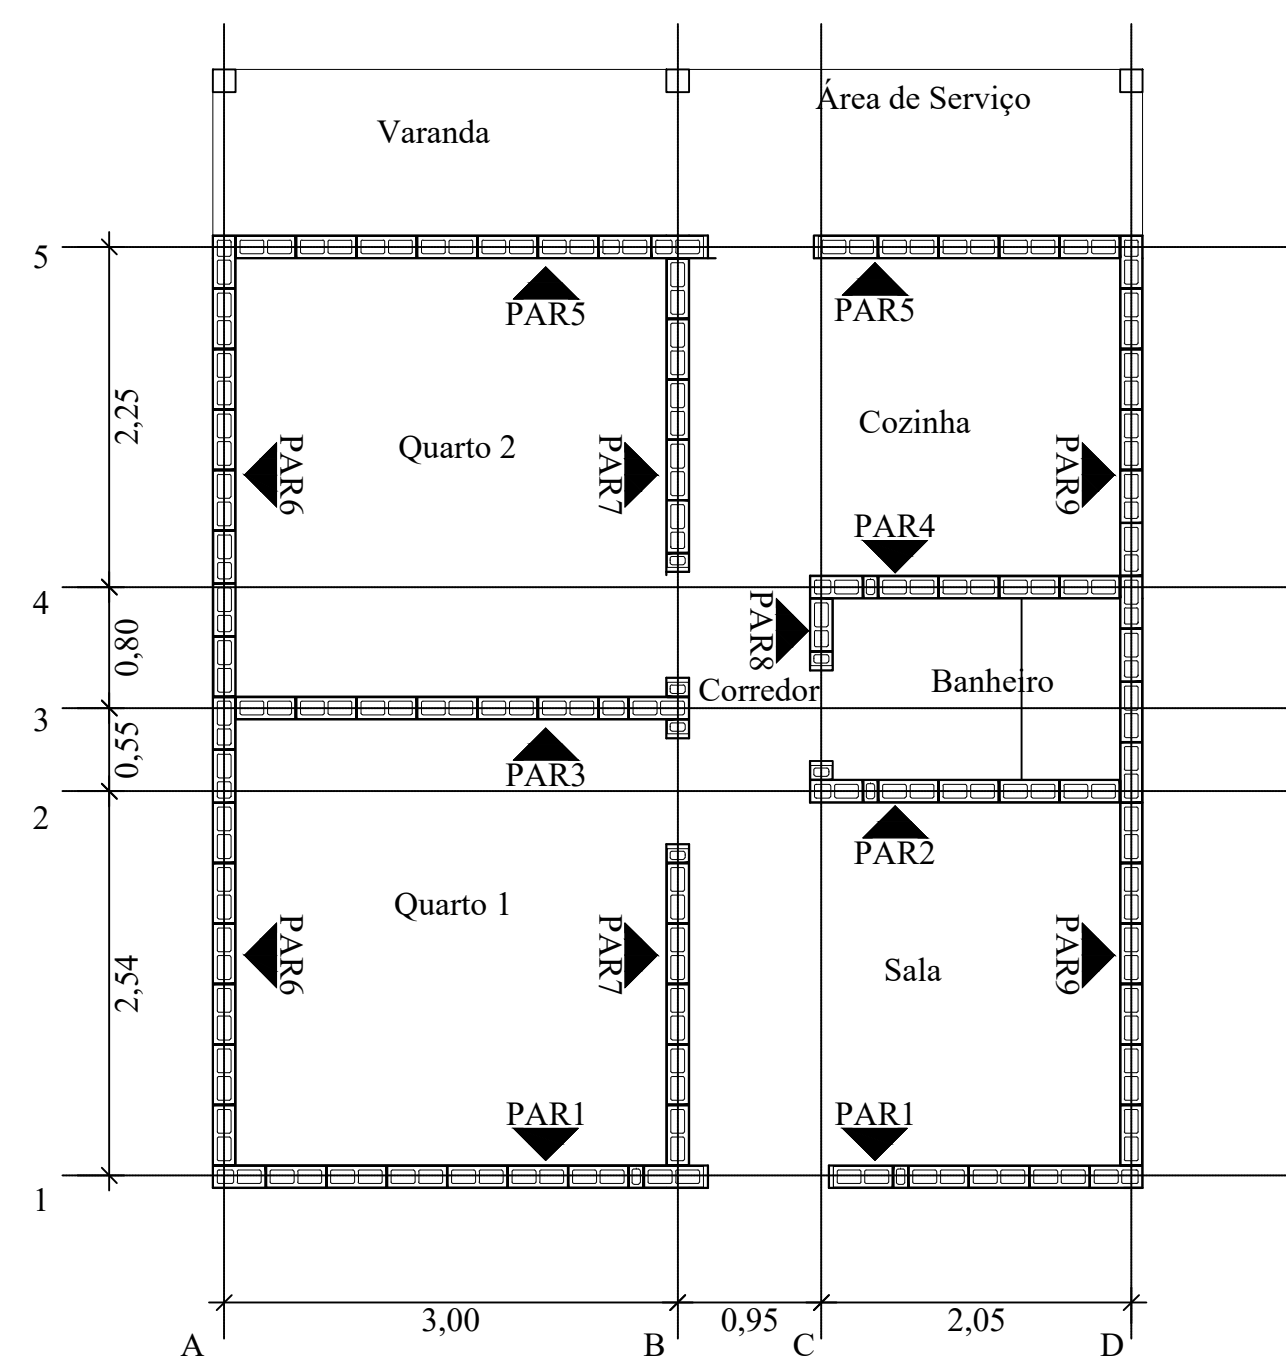 Área de Serviço
Varanda
5
PAR5
PAR5
2,25
Quarto 2
Cozinha
PAR6
PAR7
PAR9
PAR4
4
0,80
PAR8
Corredor
Banheiro
3
0,55
PAR3
2
PAR2
Quarto 1
PAR6
PAR7
PAR9
2,54
Sala
PAR1
PAR1
1
3,00
0,95
2,05
A
B
C
D